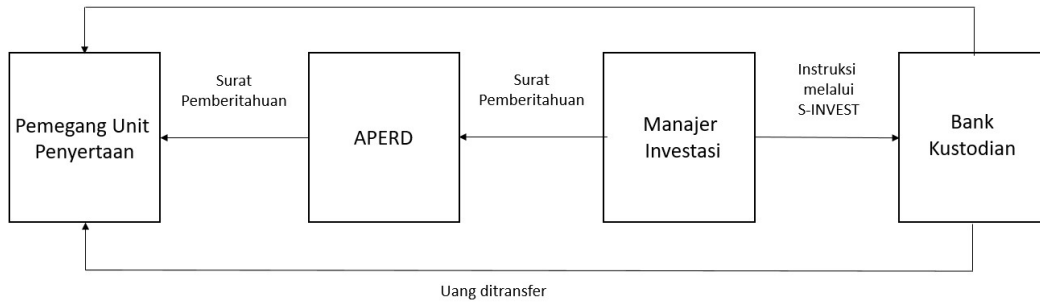 Surat
Pemberitahuan
Surat
Pemberitahuan
Instruksi
melalui
S-INVEST
Pemegang Unit
Penyertaan
APERD
Manajer
Investasi
Bank
Kustodian
Uang ditransfer